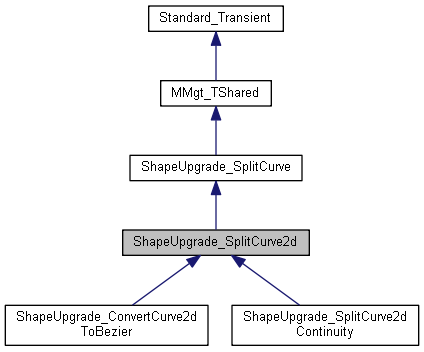 Standard_Transient
MMgt_TShared
ShapeUpgrade_SplitCurve
ShapeUpgrade_SplitCurve2d
ShapeUpgrade_ConvertCurve2d
ToBezier
ShapeUpgrade_SplitCurve2d
Continuity